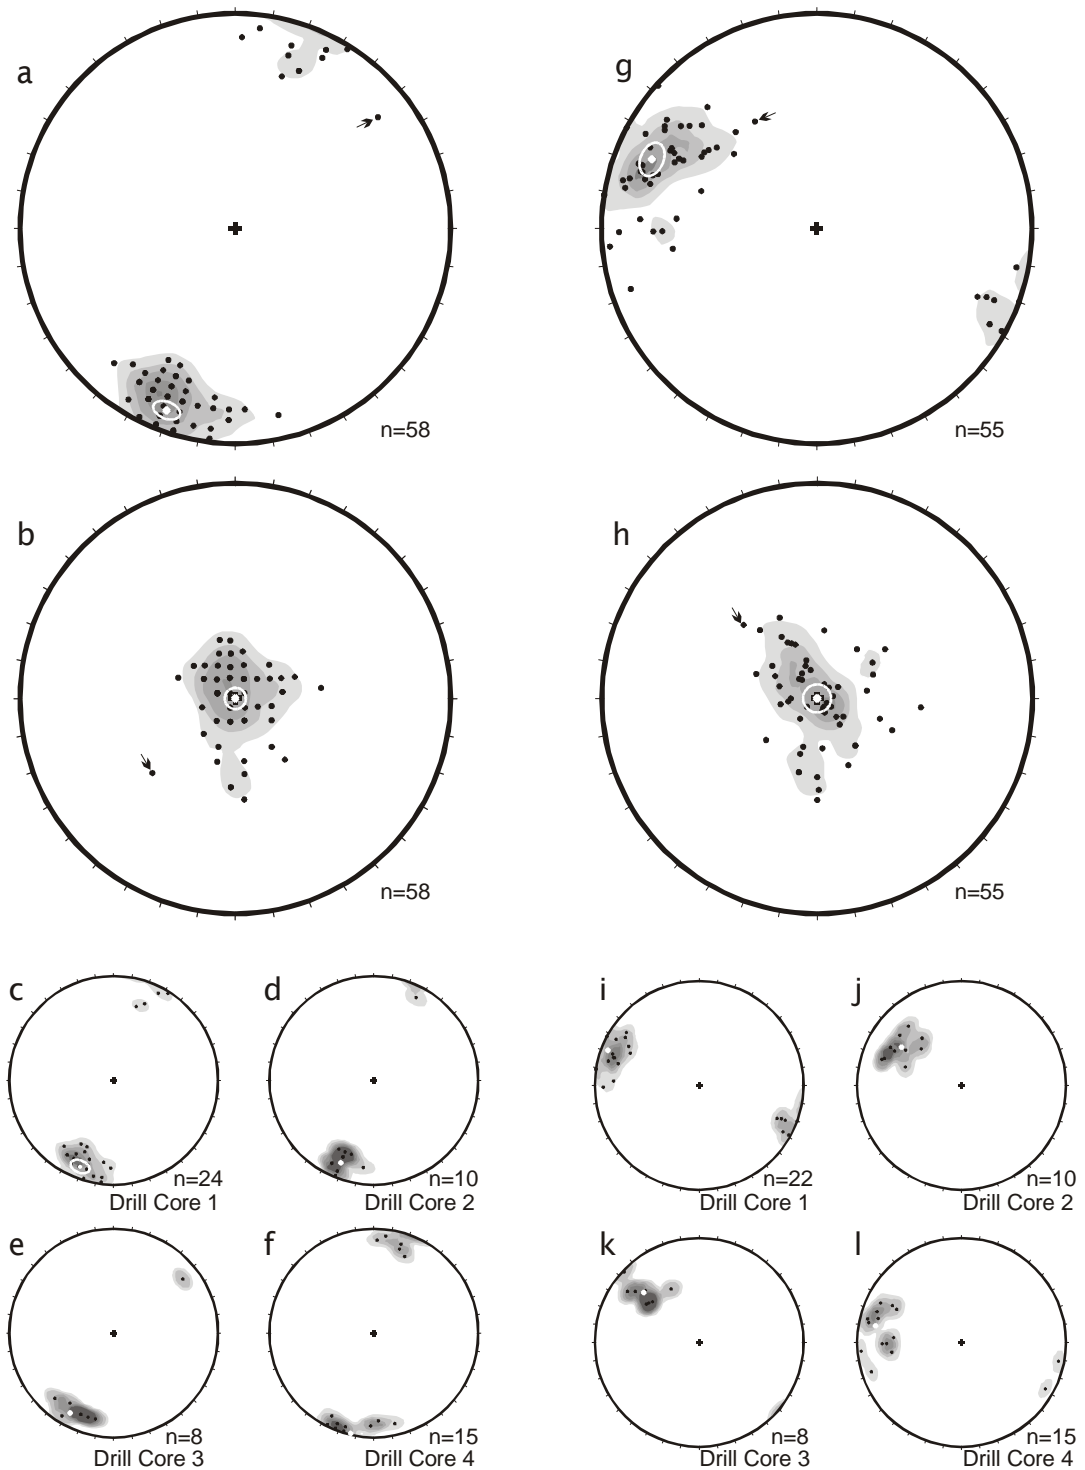 a
g
n=58
n=55
b
h
n=58
n=55
c
d
i
j
n=24
n=10
n=22
n=10
Drill Core 1
Drill Core 2
Drill Core 1
Drill Core 2
e
f
k
l
n=8
n=15
n=8
n=15
Drill Core 3
Drill Core 4
Drill Core 3
Drill Core 4